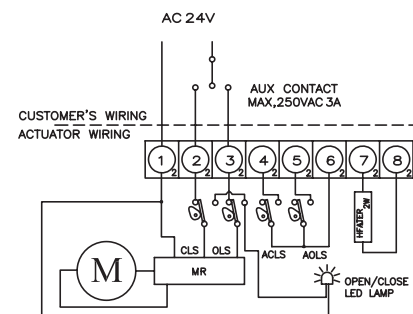 AC 24V
AUX CONTACT
MAX,250VAC 3A
CUSTOMER'S WIRING
ACTUATOR WIRING
1 2 3 4 5 6 7 8
2 2 2 2 2 2 2 2
HEATER
2W
CLS OLS
ACLS AOLS
M
MR
OPEN/CLOSE
LED LAMP